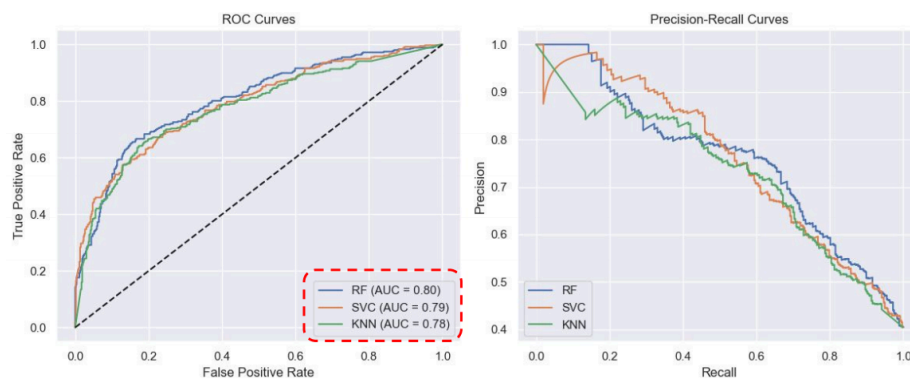 ROC Curves
1.0
0.8
0.6
0.4
0.2
0.0
True Positive Rate
0.0
0.2
0.4
0.6
0.8
1.0
False Positive Rate
RF (AUC = 0.80)
SVC (AUC = 0.79)
KNN (AUC = 0.78)
Precision-Recall Curves
1.0
0.9
0.8
0.7
0.6
0.5
0.4
Precision
0.0
0.2
0.4
0.6
0.8
1.0
Recall
RF
SVC
KNN